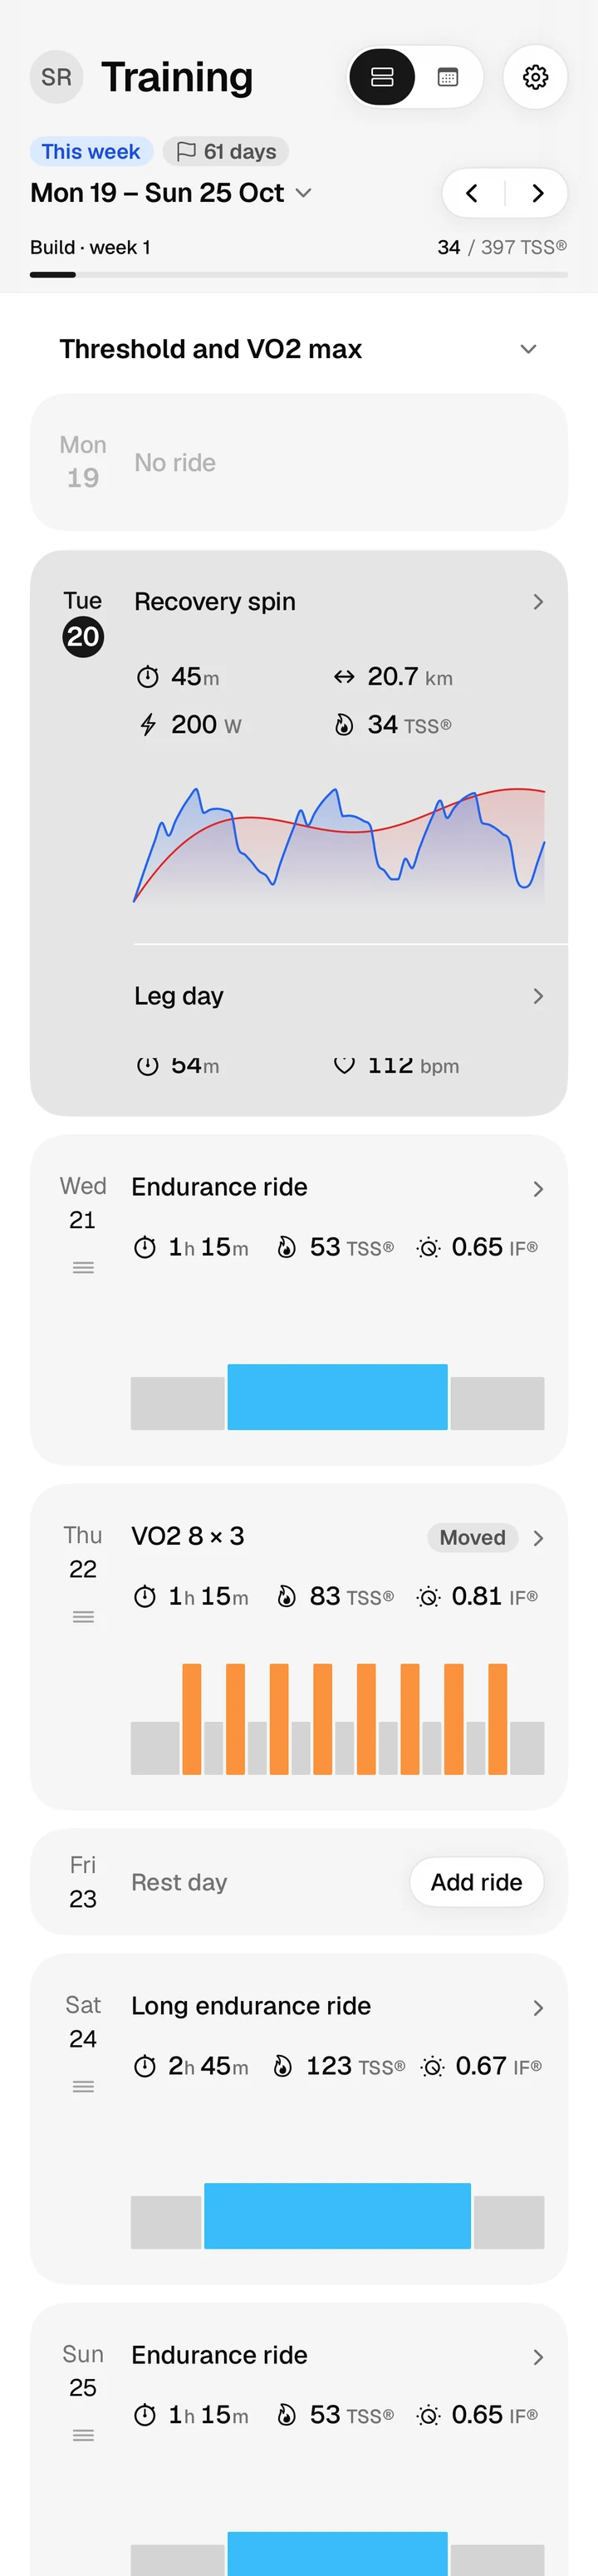 SR Training
This week 61 days
Mon 19 – Sun 25 Oct
Build · week 1 34 / 397 TSS®
Threshold and VO2 max
Mon
19
No ride
Tue
20
Recovery spin
45m 20.7 km
200 W 34 TSS®
Leg day
54m 112 bpm
Wed
21
Endurance ride
1h 15m 53 TSS® 0.65 IF®
Thu
22
VO2 8 × 3 Moved
1h 15m 83 TSS® 0.81 IF®
Fri
23
Rest day Add ride
Sat
24
Long endurance ride
2h 45m 123 TSS® 0.67 IF®
Sun
25
Endurance ride
1h 15m 53 TSS® 0.65 IF®